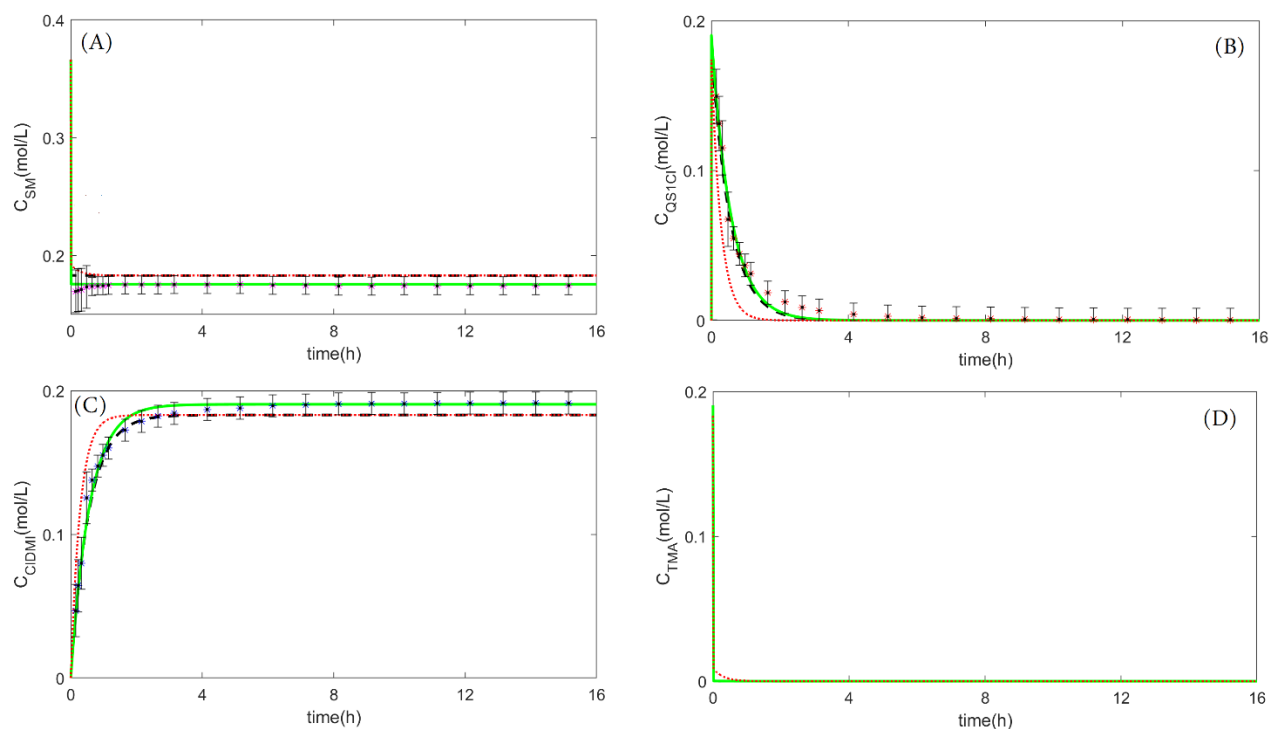 (A)
0.4
0.3
0.2
C_SM(mol/L)
0 4 8 12 16
time(h)
(B)
0.2
0.1
0
C_QS1Cl(mol/L)
0 4 8 12 16
time(h)
(C)
0.2
0.1
0
C_ClDMI(mol/L)
0 4 8 12 16
time(h)
(D)
0.2
0.1
0
C_TMA(mol/L)
0 4 8 12 16
time(h)